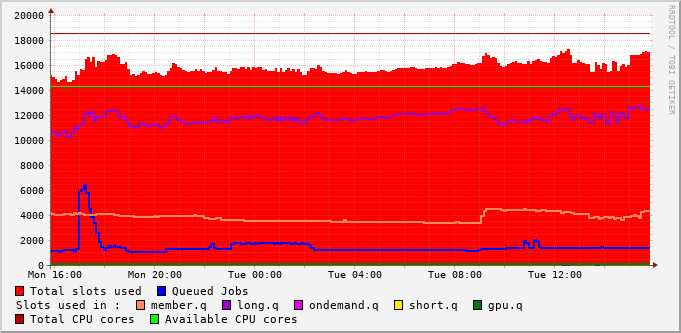 20000
18000
16000
14000
12000
10000
8000
6000
4000
2000
0
Mon 16:00 Mon 20:00 Tue 00:00 Tue 04:00 Tue 08:00 Tue 12:00
Total slots used Queued Jobs
Slots used in : member.q long.q ondemand.q short.q gpu.q
Total CPU cores Available CPU cores
RRDTOOL / TOBI OETIKER